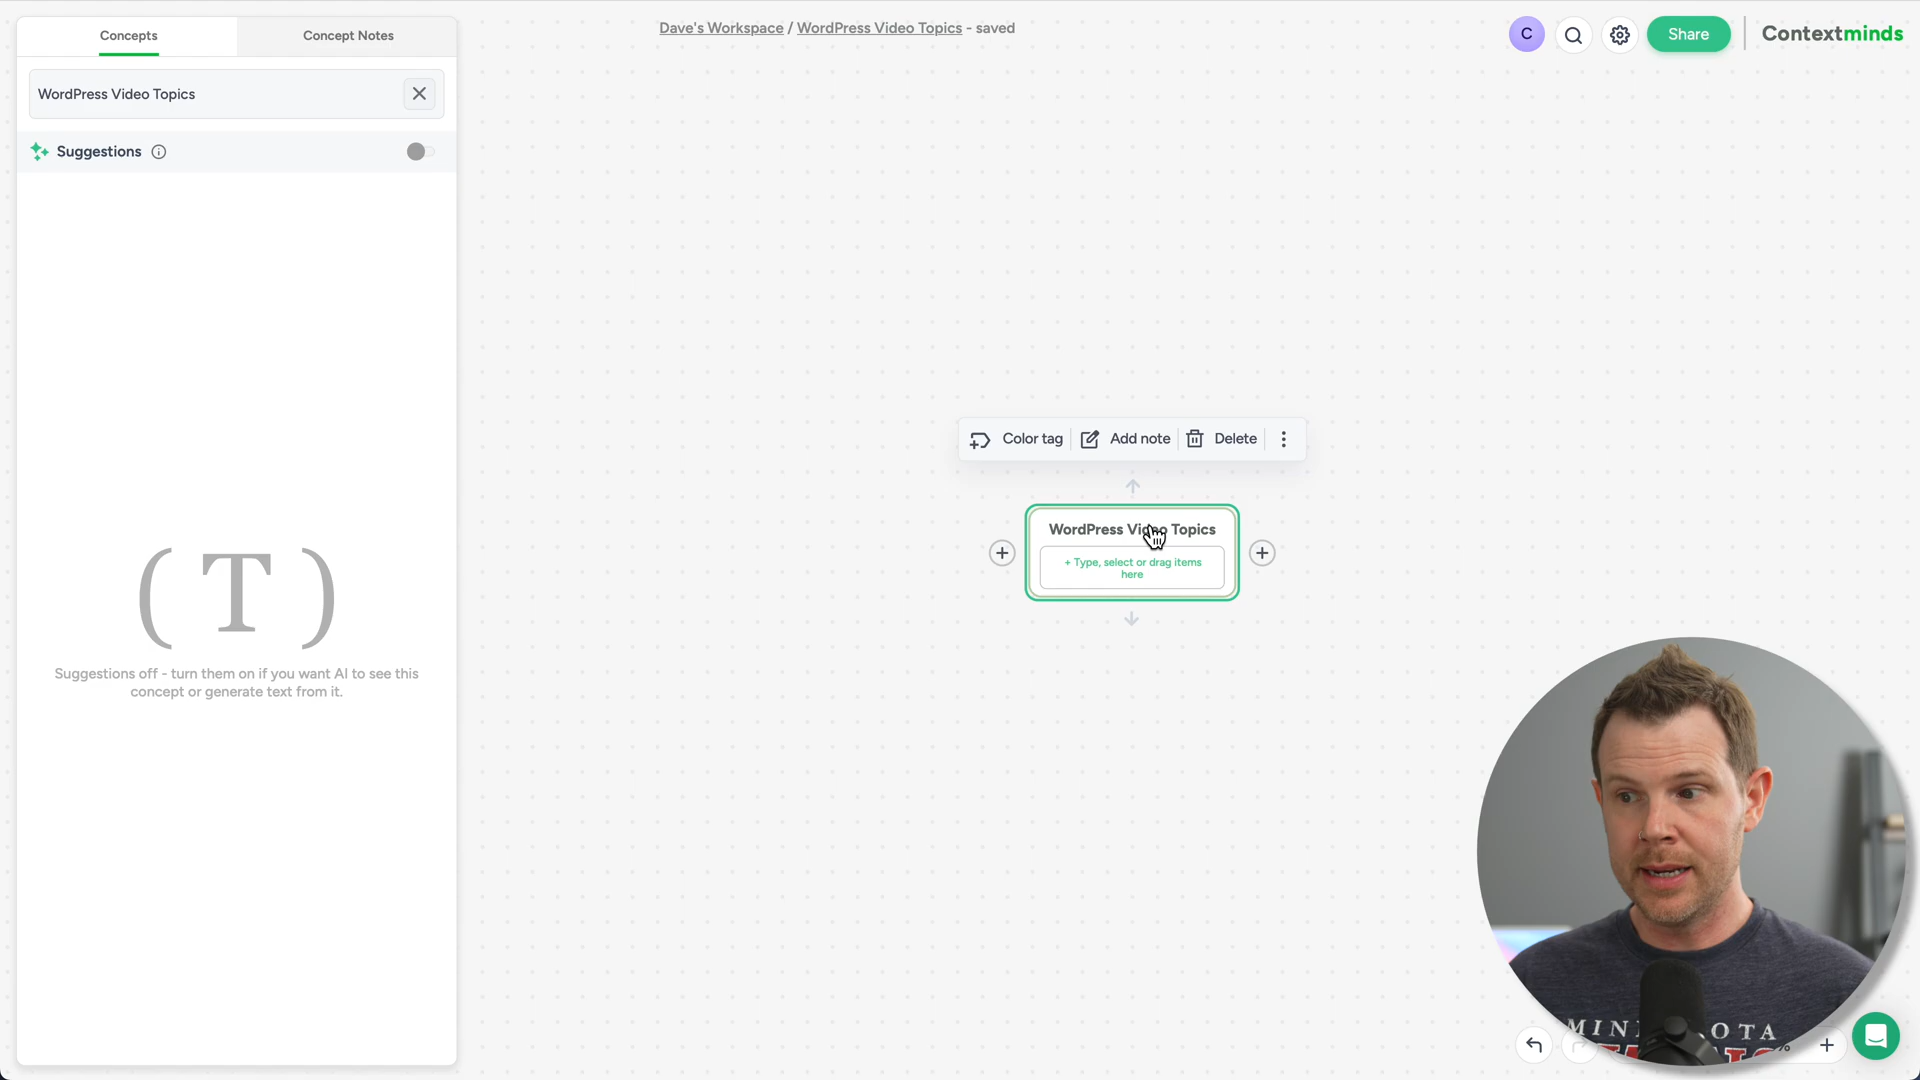 Concepts
Concept Notes
Dave's Workspace / WordPress Video Topics - saved
C
Share
Contextminds
WordPress Video Topics
Suggestions
( T )
Suggestions off - turn them on if you want AI to see this
concept or generate text from it.
Color tag
Add note
Delete
WordPress Video Topics
+ Type, select or drag items
here